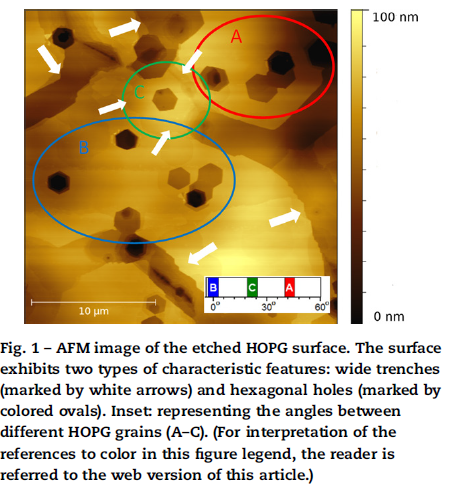 100 nm
A
C
B
B C A
0° 30° 60°
10 μm
0 nm
Fig. 1 – AFM image of the etched HOPG surface. The surface
exhibits two types of characteristic features: wide trenches
(marked by white arrows) and hexagonal holes (marked by
colored ovals). Inset: representing the angles between
different HOPG grains (A–C). (For interpretation of the
references to color in this figure legend, the reader is
referred to the web version of this article.)